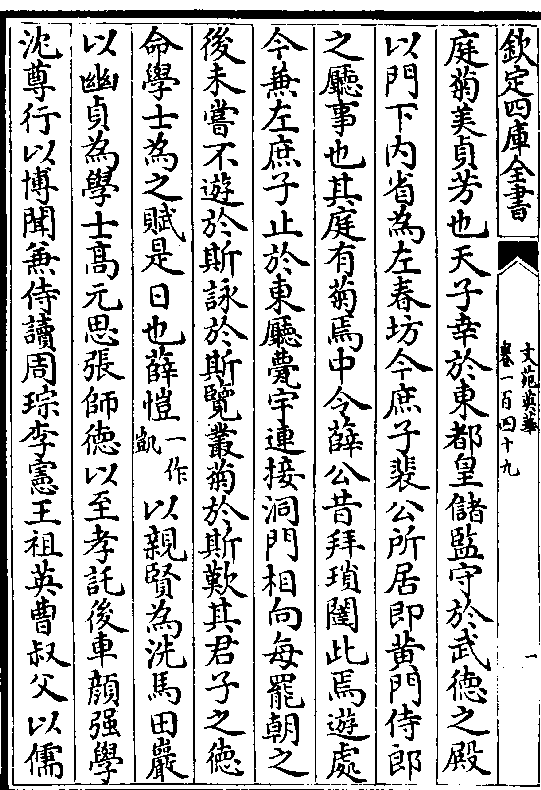 欽定四庫全書
文苑英華
卷一百四十九
一
庭菊美貞芳也天子幸於東都皇儲監守於武德之殿
以門下内省為左春坊今庶子裴公所居即黄門侍郎
之廳事也其庭有菊焉中令薛公昔拜瑣闈此焉遊處
今兼左庶子止於東廳甍宇連接洞門相向每罷朝之
後未嘗不遊於斯詠於斯覽叢菊於斯歎其君子之徳
命學士為之賦是日也薛愷一作凱以親賢為洗馬田巖
以幽貞為學士高元思張師徳以至孝託後車顔强學
沈尊行以博聞兼侍讀周琮李憲王祖英曹叔父以儒